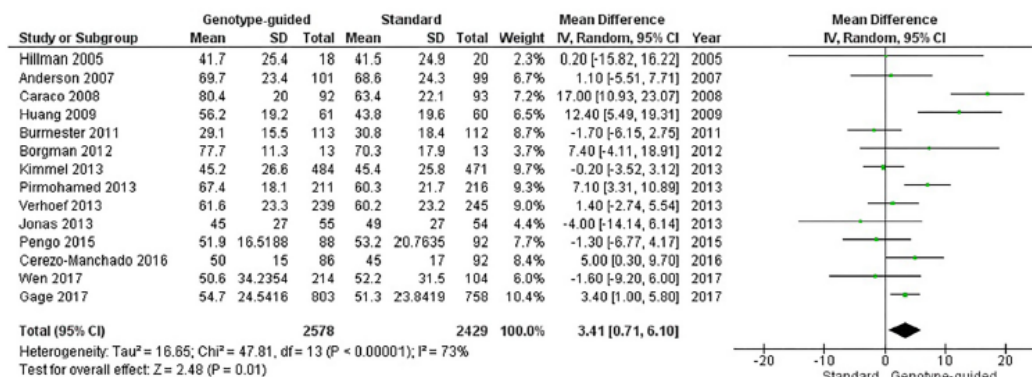 Genotype-guided Standard Mean Difference Mean Difference
Study or Subgroup Mean SD Total Mean SD Total Weight IV, Random, 95% CI Year IV, Random, 95% CI
Hillman 2005 41.7 25.4 18 41.5 24.9 20 2.3% 0.20 [-15.82, 16.22] 2005
Anderson 2007 69.7 23.4 101 68.6 24.3 99 6.8% 1.10 [-5.51, 7.71] 2007
Caraco 2008 80.4 20 92 63.4 22.1 93 7.2% 17.00 [10.93, 23.07] 2008
Huang 2009 56.2 19.2 61 43.8 19.6 60 6.5% 12.40 [5.49, 19.31] 2009
Burmester 2011 29.1 15.5 113 30.8 18.4 112 8.7% -1.70 [-6.15, 2.75] 2011
Borgman 2012 77.7 11.3 13 70.3 17.9 13 3.7% 7.40 [-4.11, 18.91] 2012
Kimmel 2013 45.2 26.6 484 45.4 25.8 471 9.7% -0.20 [-3.52, 3.12] 2013
Pirmohamed 2013 67.4 18.1 211 60.3 21.7 216 9.3% 7.10 [3.31, 10.89] 2013
Verhoef 2013 61.6 23.3 239 60.2 23.2 245 9.0% 1.40 [-2.74, 5.54] 2013
Jonas 2013 45 27 55 49 27 54 4.4% -4.00 [-14.14, 6.14] 2013
Pengo 2015 51.9 16.5188 88 53.2 20.7635 92 7.7% -1.30 [-6.77, 4.17] 2015
Cerezo-Manchado 2016 50 15 86 45 17 92 8.4% 5.00 [0.30, 9.70] 2016
Wen 2017 50.6 34.2354 214 52.2 31.5 104 6.0% -1.60 [-9.20, 6.00] 2017
Gage 2017 54.7 24.5416 803 51.3 23.8419 758 10.4% 3.40 [1.00, 5.80] 2017
Total (95% CI) 2578 2429 100.0% 3.41 [0.71, 6.10]
Heterogeneity: Tau² = 16.65; Chi² = 47.81, df = 13 (P < 0.00001); I² = 73%
Test for overall effect: Z = 2.48 (P = 0.01)
-20 -10 0 10 20
Standard Genotype-guided